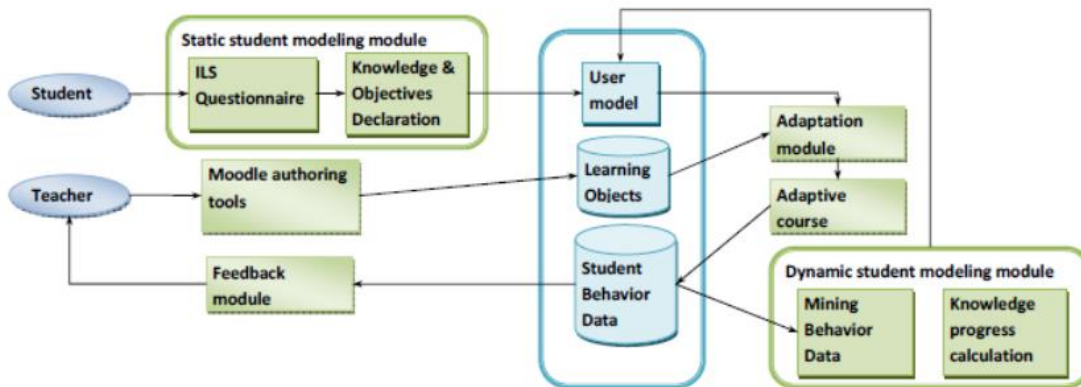 Static student modeling module
Student
ILS
Questionnaire
Knowledge &
Objectives
Declaration
User
model
Adaptation
module
Teacher
Moodle authoring
tools
Learning
Objects
Adaptive
course
Feedback
module
Student
Behavior
Data
Dynamic student modeling module
Mining
Behavior
Data
Knowledge
progress
calculation